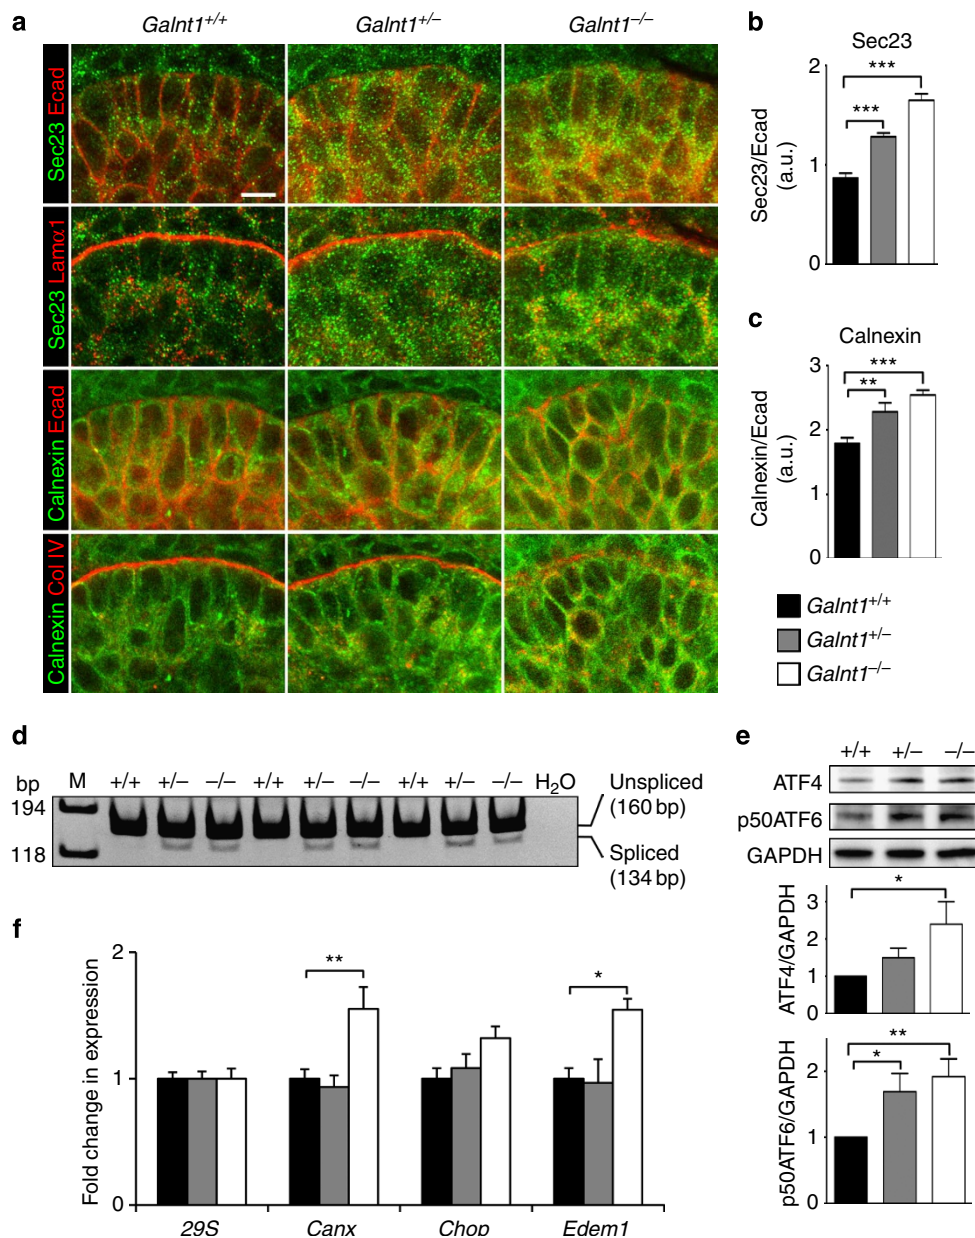 a
Galnt1+/+
Galnt1+/−
Galnt1−/−
Sec23 Ecad
Sec23 Lamα1
Calnexin Ecad
Calnexin Col IV
b
Sec23
***
***
2
1
0
Sec23/Ecad
(a.u.)
c
Calnexin
***
**
3
2
1
0
Calnexin/Ecad
(a.u.)
Galnt1+/+
Galnt1+/−
Galnt1−/−
d
bp
M
+/+ +/− −/− +/+ +/− −/− +/+ +/− −/− H2O
194
118
Unspliced
(160 bp)
Spliced
(134 bp)
e
+/+ +/− −/−
ATF4
p50ATF6
GAPDH
*
3
2
1
0
ATF4/GAPDH
**
*
3
2
1
0
p50ATF6/GAPDH
f
2
1
0
Fold change in expression
**
*
29S Canx Chop Edem1